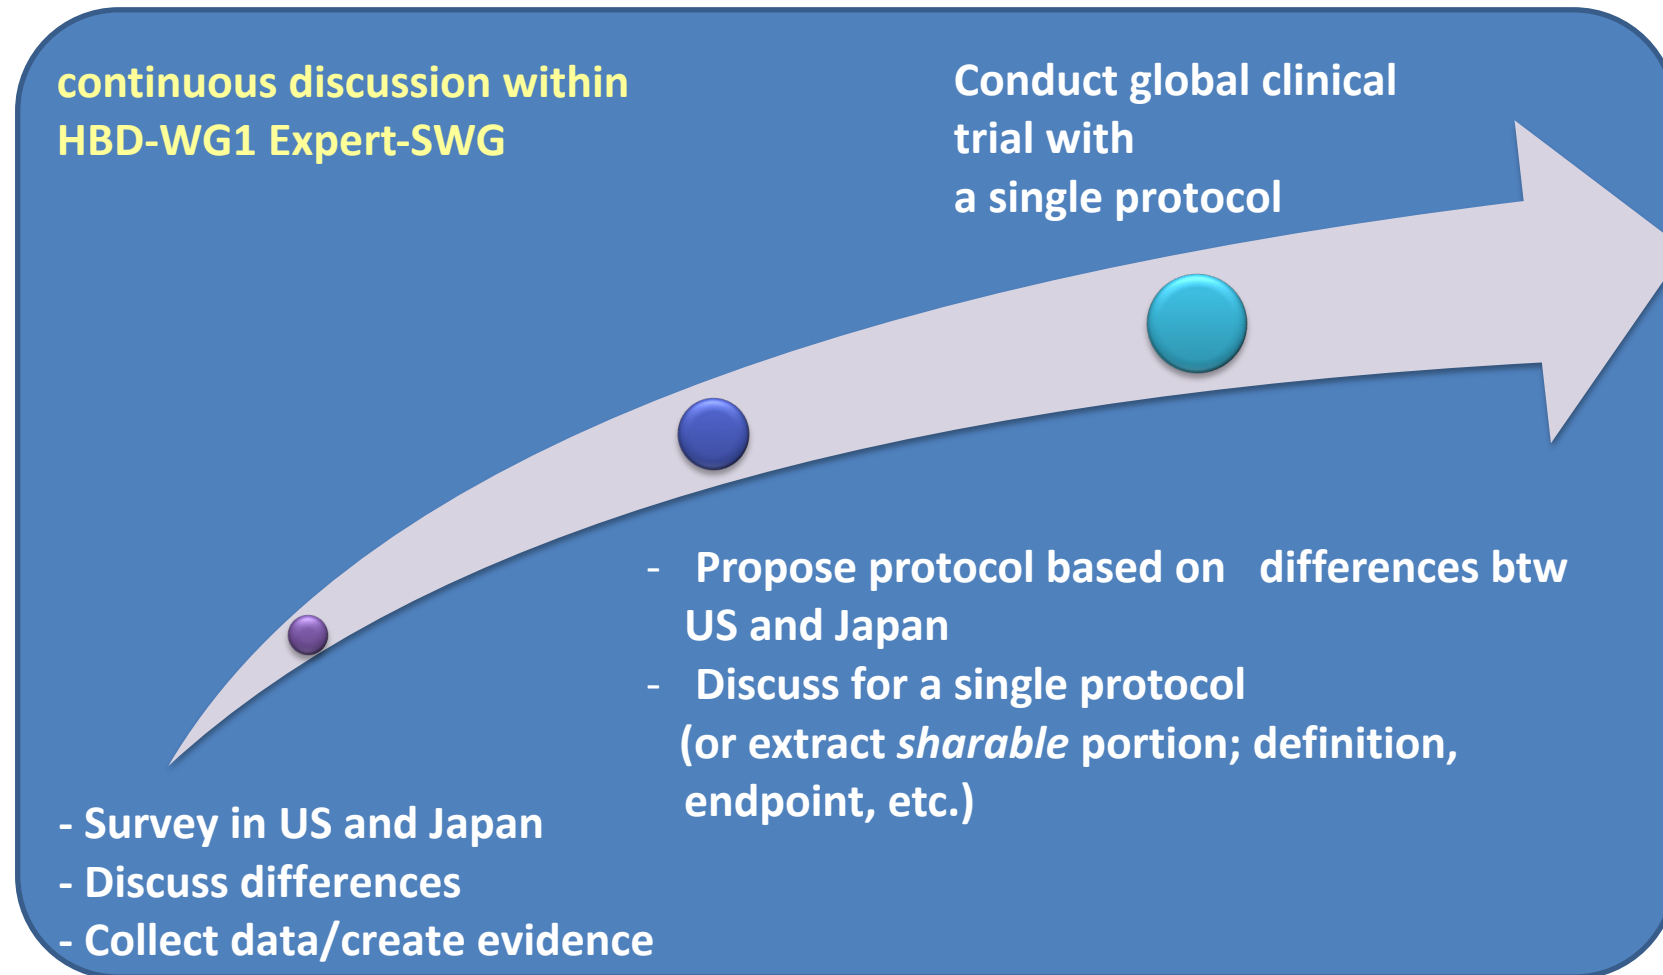 continuous discussion within
HBD-WG1 Expert-SWG
Conduct global clinical
trial with
a single protocol
- Propose protocol based on differences btw
US and Japan
- Discuss for a single protocol
(or extract sharable portion; definition,
endpoint, etc.)
- Survey in US and Japan
- Discuss differences
- Collect data/create evidence